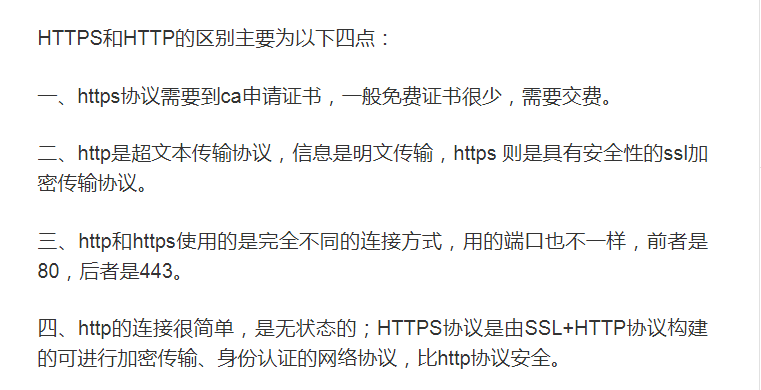 HTTPS和HTTP的区别主要为以下四点：
一、https协议需要到ca申请证书，一般免费证书很少，需要交费。
二、http是超文本传输协议，信息是明文传输，https 则是具有安全性的ssl加
密传输协议。
三、http和https使用的是完全不同的连接方式，用的端口也不一样，前者是
80，后者是443。
四、http的连接很简单，是无状态的；HTTPS协议是由SSL+HTTP协议构建
的可进行加密传输、身份认证的网络协议，比http协议安全。